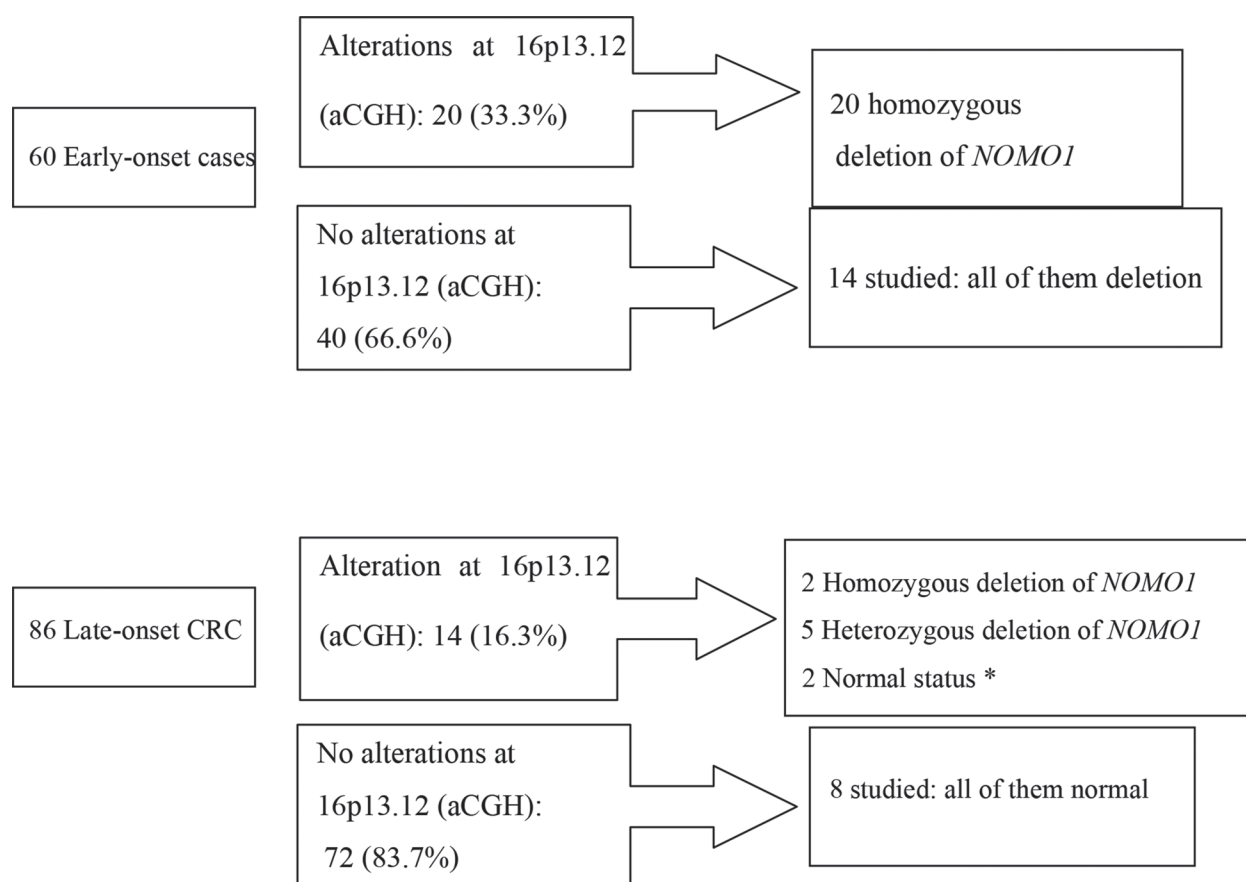 60 Early-onset cases
Alterations at 16p13.12
(aCGH): 20 (33.3%)
20 homozygous
deletion of NOMO1
No alterations at
16p13.12 (aCGH):
40 (66.6%)
14 studied: all of them deletion
86 Late-onset CRC
Alteration at 16p13.12
(aCGH): 14 (16.3%)
2 Homozygous deletion of NOMO1
5 Heterozygous deletion of NOMO1
2 Normal status *
No alterations at
16p13.12 (aCGH):
72 (83.7%)
8 studied: all of them normal